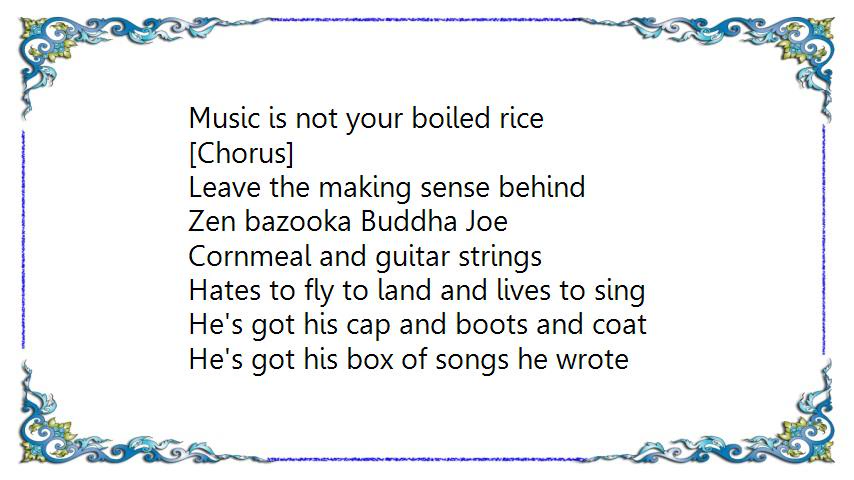 Music is not your boiled rice
[Chorus]
Leave the making sense behind
Zen bazooka Buddha Joe
Cornmeal and guitar strings
Hates to fly to land and lives to sing
He's got his cap and boots and coat
He's got his box of songs he wrote